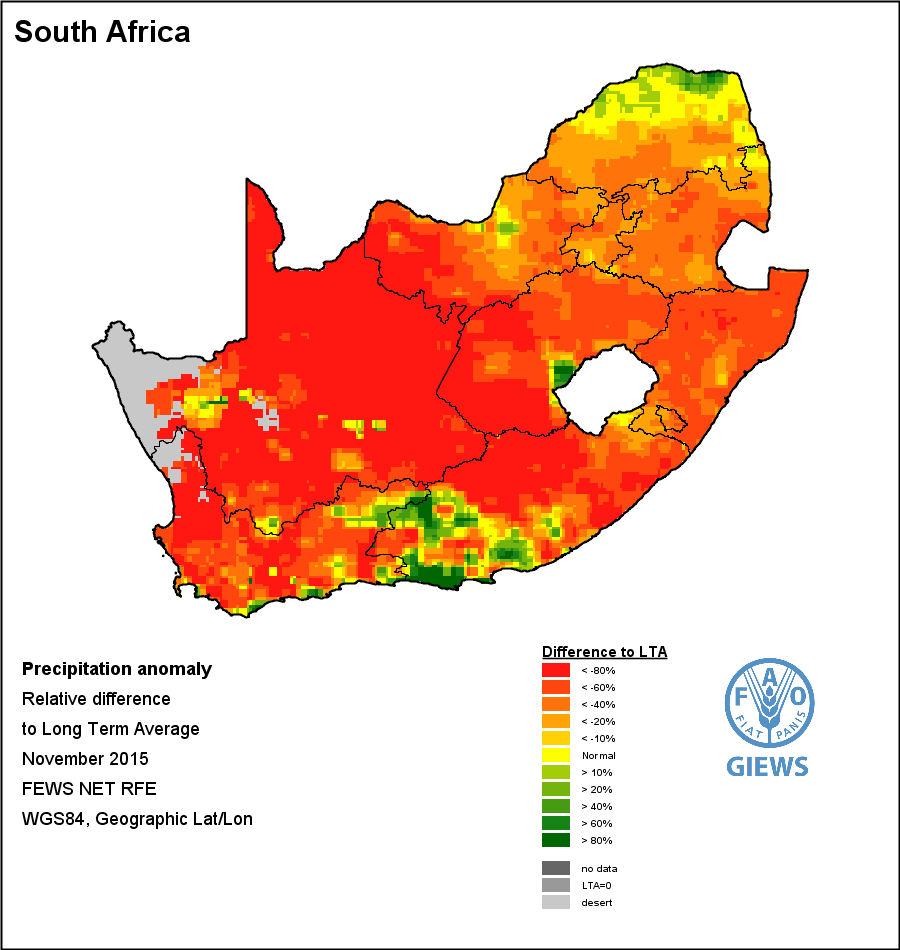 South Africa
Precipitation anomaly
Relative difference
to Long Term Average
November 2015
FEWS NET RFE
WGS84, Geographic Lat/Lon
Difference to LTA
< -80%
< -60%
< -40%
< -20%
< -10%
Normal
> 10%
> 20%
> 40%
> 60%
> 80%
no data
LTA=0
desert
F A O
FIAT PANIS
GIEWS